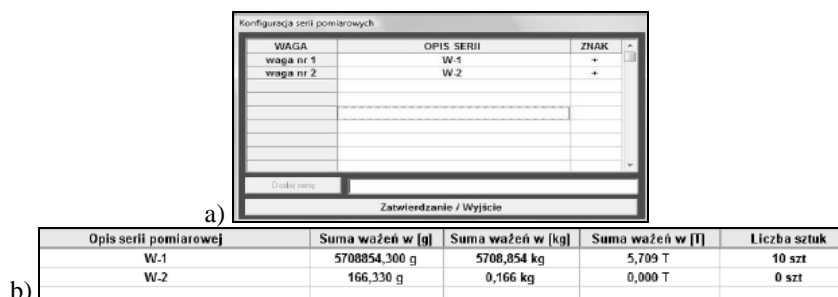 Konfiguracja serii pomiarowych
WAGA OPIS SERII ZNAK
waga nr 1 W-1 +
waga nr 2 W-2 +
Dodaj serię
Zatwierdzanie / Wyjście
a)
Opis serii pomiarowej Suma ważeń w [g] Suma ważeń w [kg] Suma ważeń w [T] Liczba sztuk
W-1 5708854,300 g 5708,854 kg 5,709 T 10 szt
W-2 166,330 g 0,166 kg 0,000 T 0 szt
b)